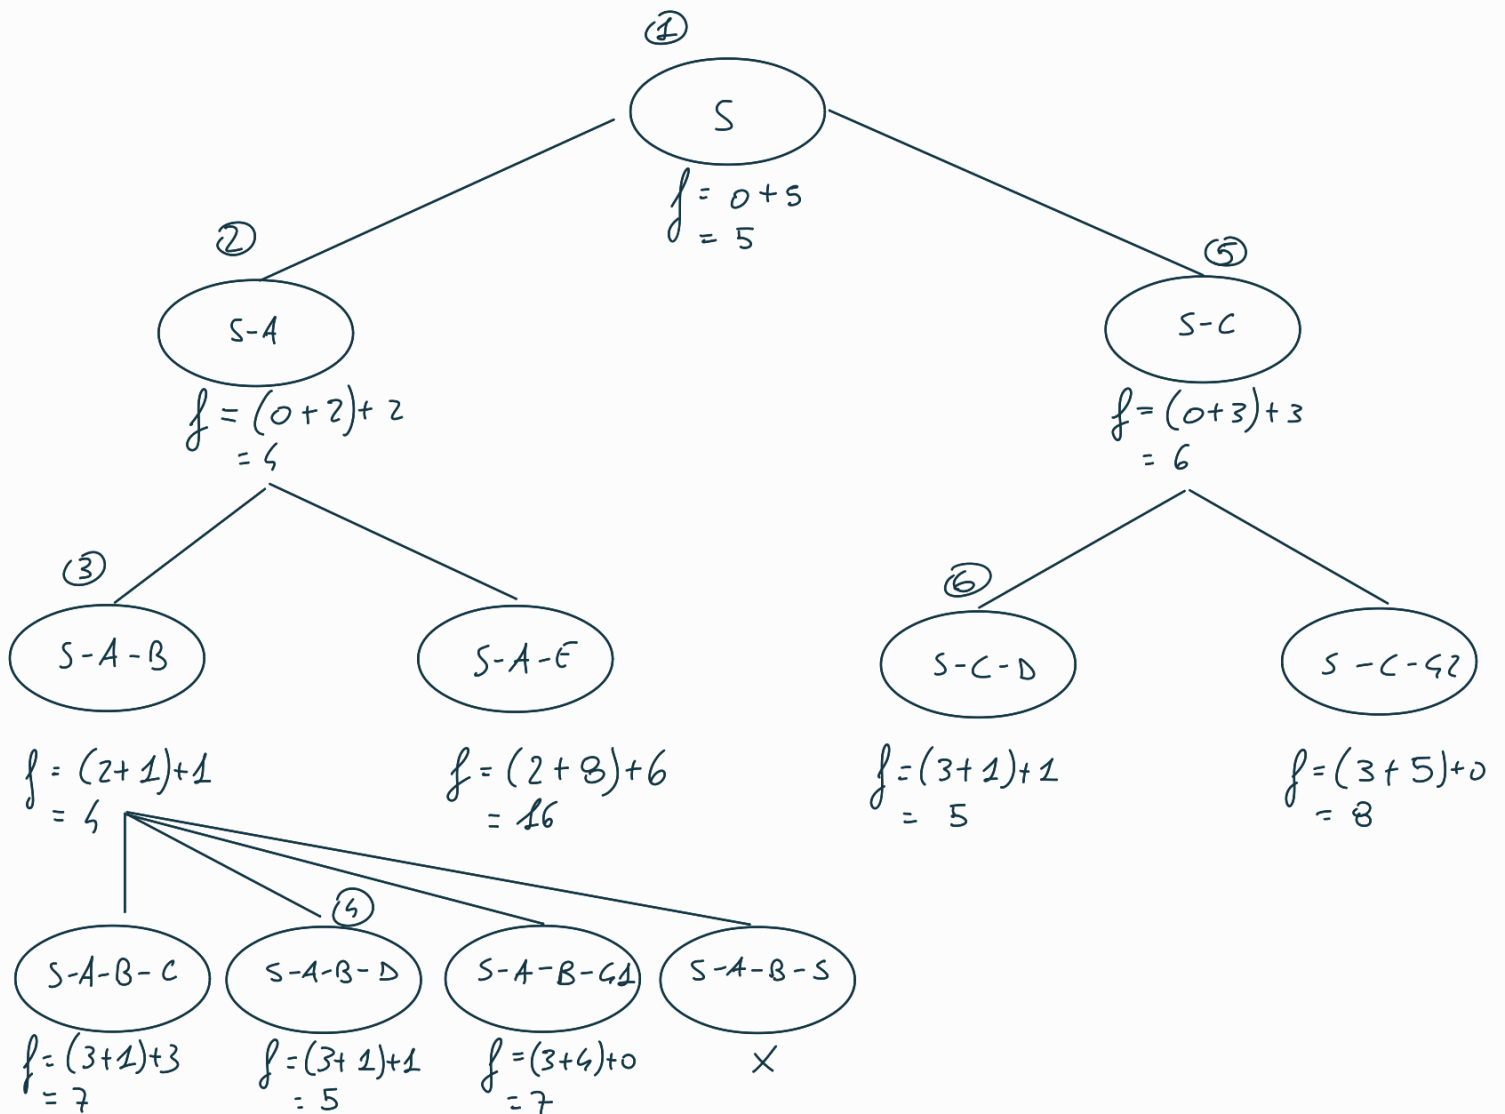 ①
S
f = 0+5
= 5
②
S-A
f = (0+2)+2
= 4
⑤
S-C
f = (0+3)+3
= 6
③
S-A-B
f = (2+1)+1
= 4
S-A-E
f = (2+8)+6
= 16
⑥
S-C-D
f = (3+1)+1
= 5
S-C-G2
f = (3+5)+0
= 8
S-A-B-C
f = (3+1)+3
= 7
④
S-A-B-D
f = (3+1)+1
= 5
S-A-B-G1
f = (3+4)+0
= 7
S-A-B-S
X